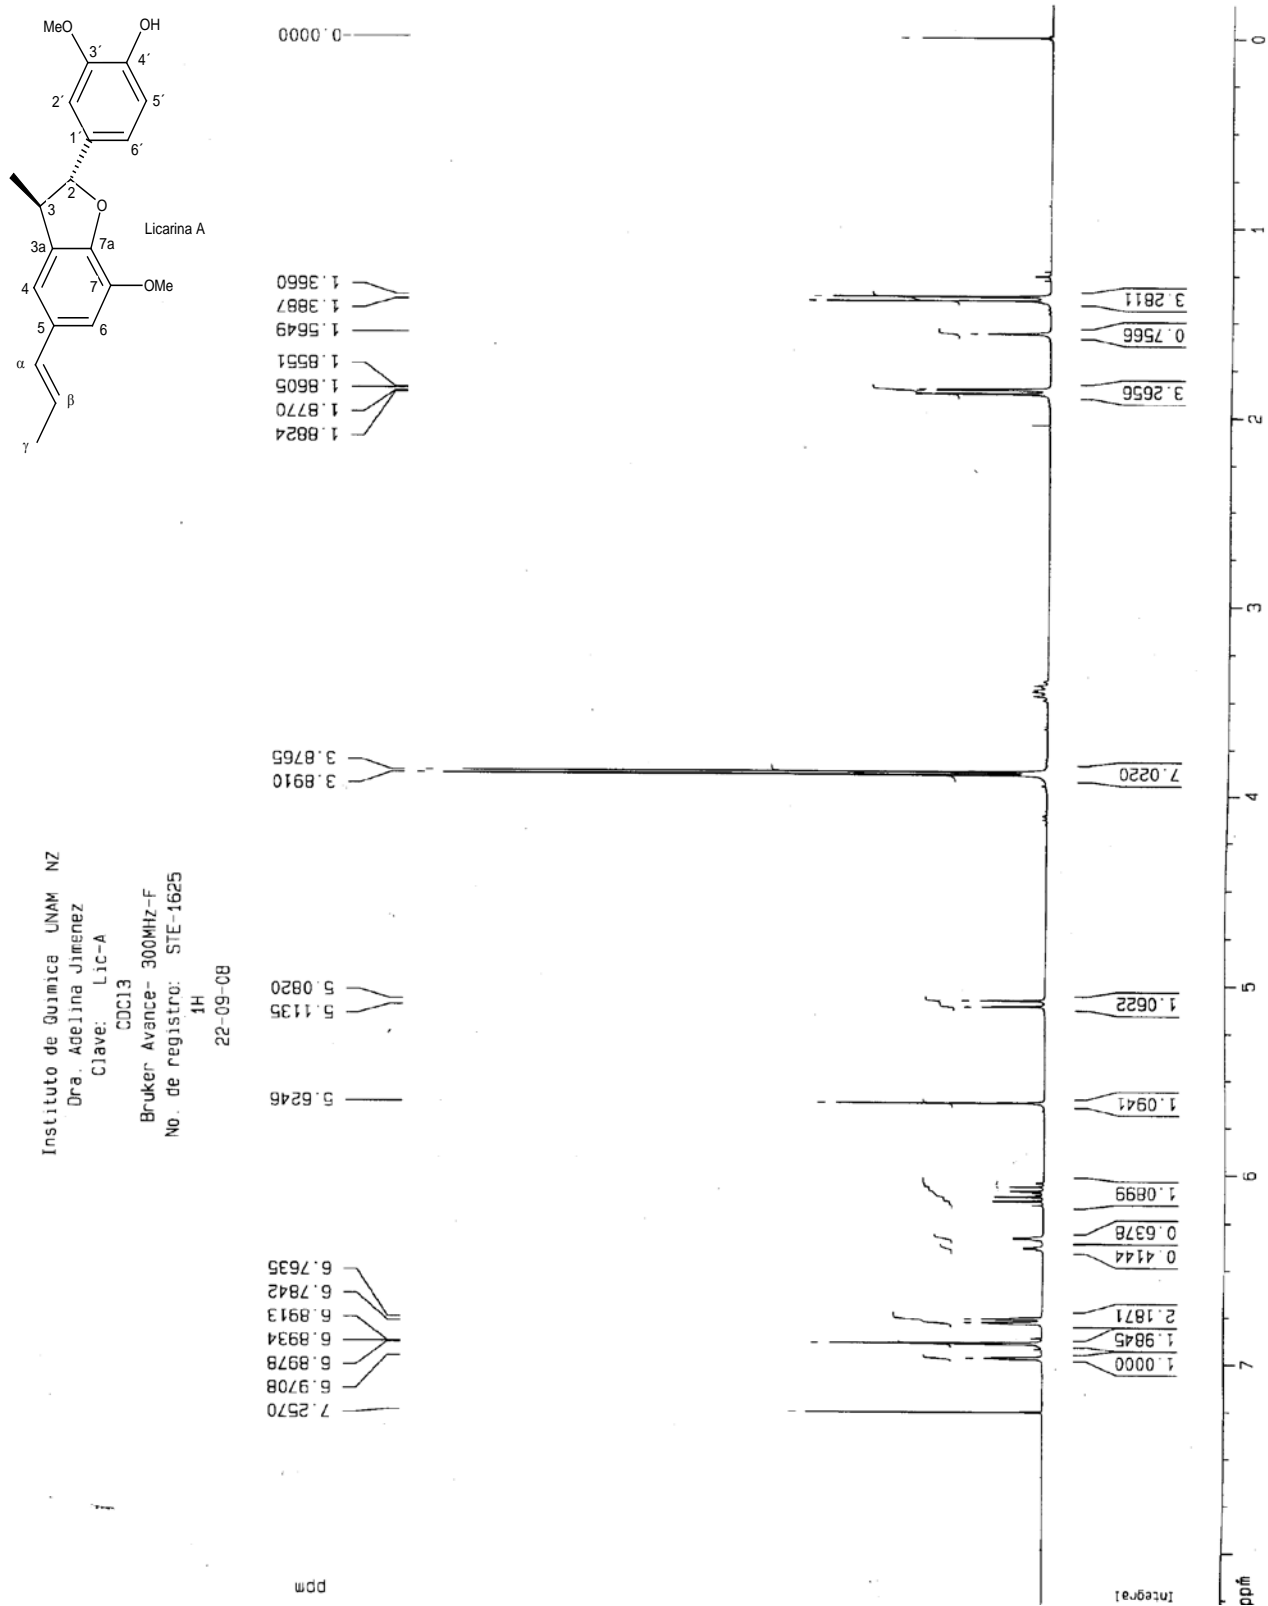 MeO
OH
3´
4´
2´
5´
1´
6´
2
3
O
Licarina A
3a
7a
4
7
OMe
5
6
α
β
γ
Instituto de Quimica UNAM NZ
Dra. Adelina Jimenez
Clave: Lic-A
CDCl3
Bruker Avance- 300MHz-F
No. de registro: STE-1625
1H
22-09-08
ppm
7.2570
6.9708
6.8978
6.8934
6.8913
6.7842
6.7635
5.6246
5.1135
5.0820
3.8910
3.8765
1.8824
1.8770
1.8605
1.8551
1.5649
1.3887
1.3660
-0.0000
Integral
1.0000
1.9845
2.1871
0.4144
0.6378
1.0899
1.0941
1.0622
7.0220
3.2656
0.7566
3.2811
ppm
7
6
5
4
3
2
1
0